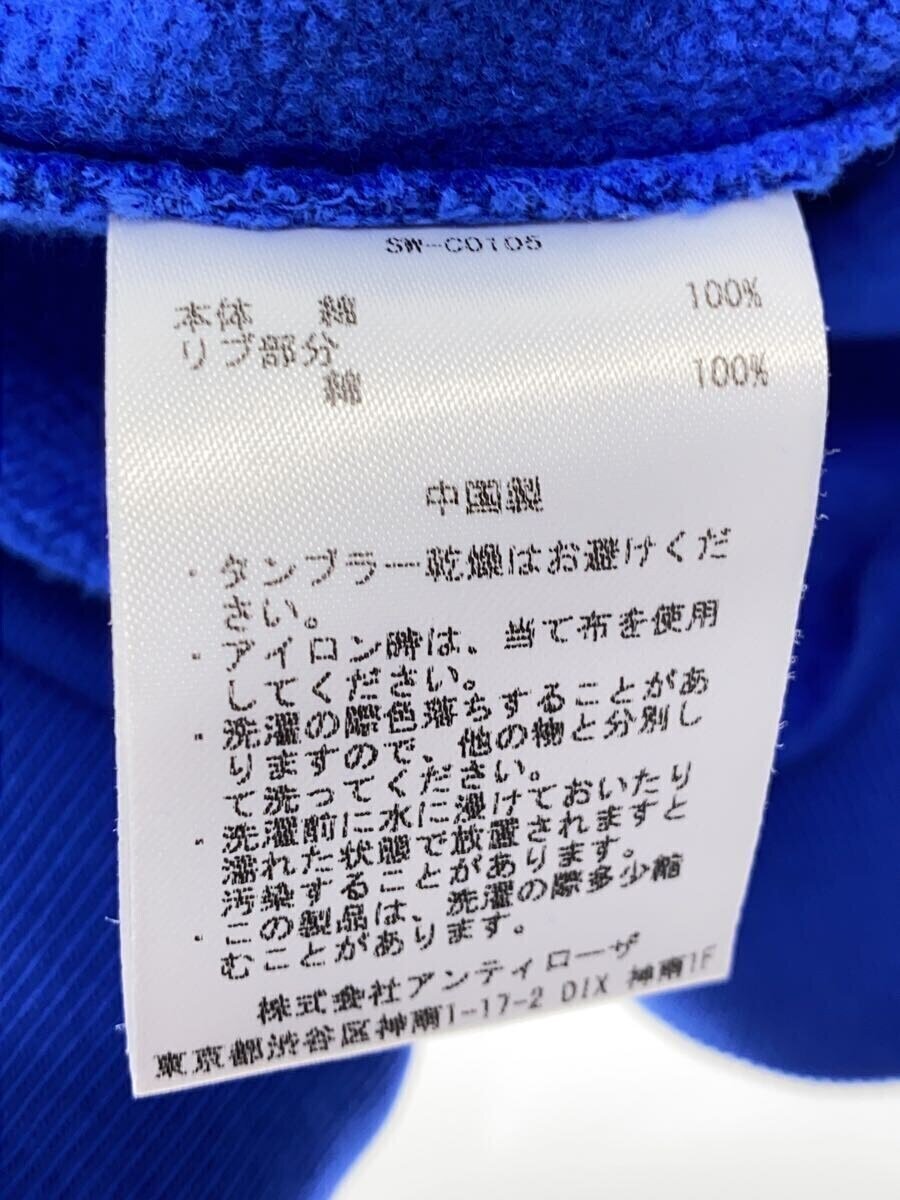 SW-C0105
本体 綿 100%
リブ部分
綿 100%
中国製
・タンブラー乾燥はお避けくだ
さい。
・アイロン時は、当て布を使用
してください。
・洗濯の際色落ちすることがあ
りますので、他の物と分別し
て洗ってください。
・洗濯前に水に浸けておいたり
濡れた状態で放置されますと
汚染することがあります。
・この製品は、洗濯の際多少縮
むことがあります。
株式会社アンティローザ
東京都渋谷区神南1-17-2 DIX 神南1F